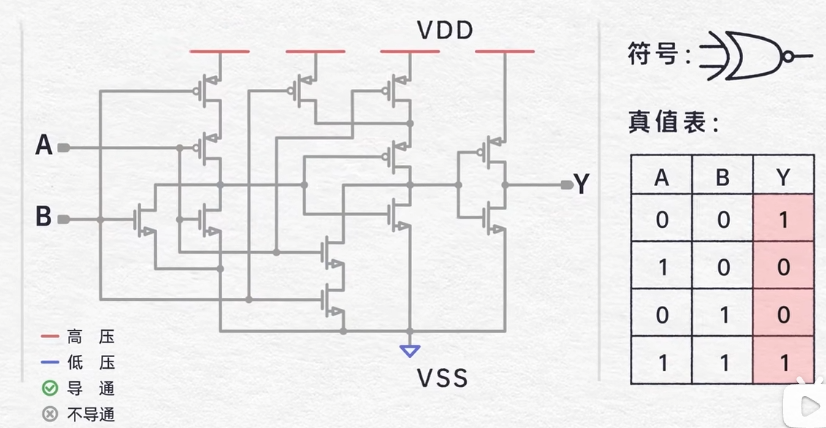 VDD
A
B
Y
VSS
高 压
低 压
导 通
不导通
符号:
真值表:
A B Y
0 0 1
1 0 0
0 1 0
1 1 1